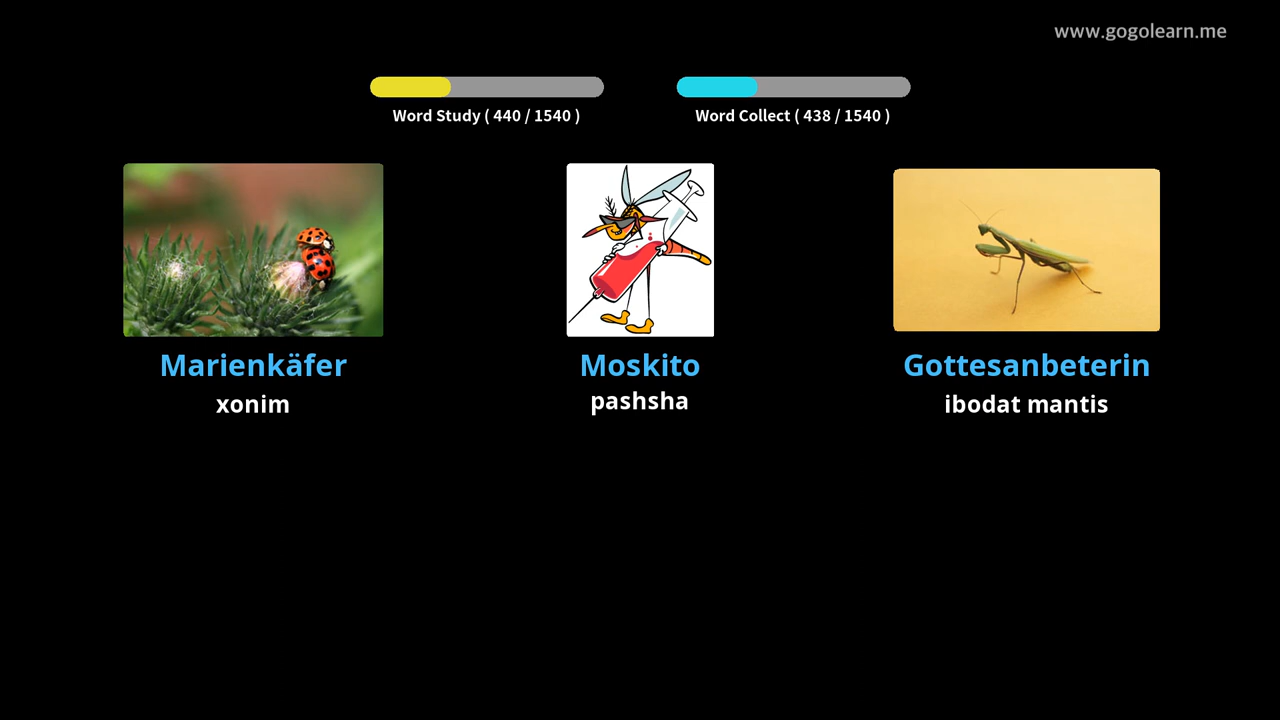 www.gogolearn.me
Word Study ( 440 / 1540 )
Word Collect ( 438 / 1540 )
Marienkäfer
xonim
Moskito
pashsha
Gottesanbeterin
ibodat mantis